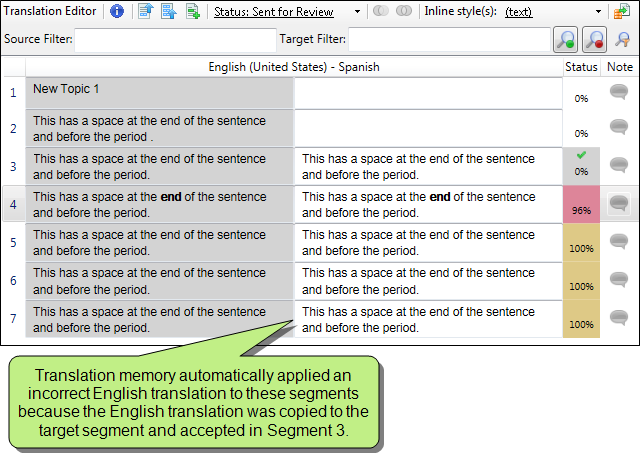 Translation Editor Status: Sent for Review Inline style(s): (text)
Source Filter: Target Filter:
English (United States) - Spanish Status Note
1 New Topic 1 0%
2 This has a space at the end of the sentence
and before the period . 0%
3 This has a space at the end of the sentence This has a space at the end of the sentence
and before the period. and before the period. 0%
4 This has a space at the end of the sentence This has a space at the end of the sentence
and before the period. and before the period. 96%
5 This has a space at the end of the sentence This has a space at the end of the sentence
and before the period. and before the period. 100%
6 This has a space at the end of the sentence This has a space at the end of the sentence
and before the period. and before the period. 100%
7 This has a space at the end of the sentence This has a space at the end of the sentence
and before the period. and before the period. 100%
Translation memory automatically applied an
incorrect English translation to these segments
because the English translation was copied to the
target segment and accepted in Segment 3.